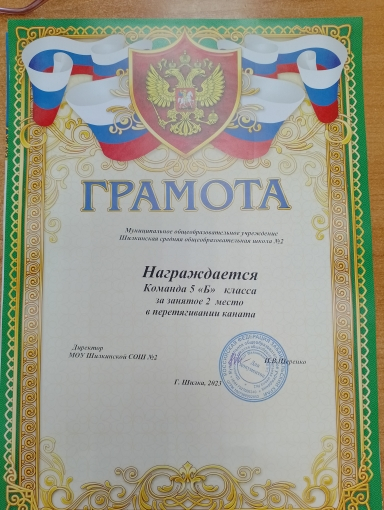 ГРАМОТА
Муниципальное общеобразовательное учреждение
Шилкинская средняя общеобразовательная школа №2
Награждается
Команда 5 «Б» класса
за занятое 2 место
в перетягивании каната
Директор
МОУ Шилкинской СОШ №2
Г. Шилка, 2023